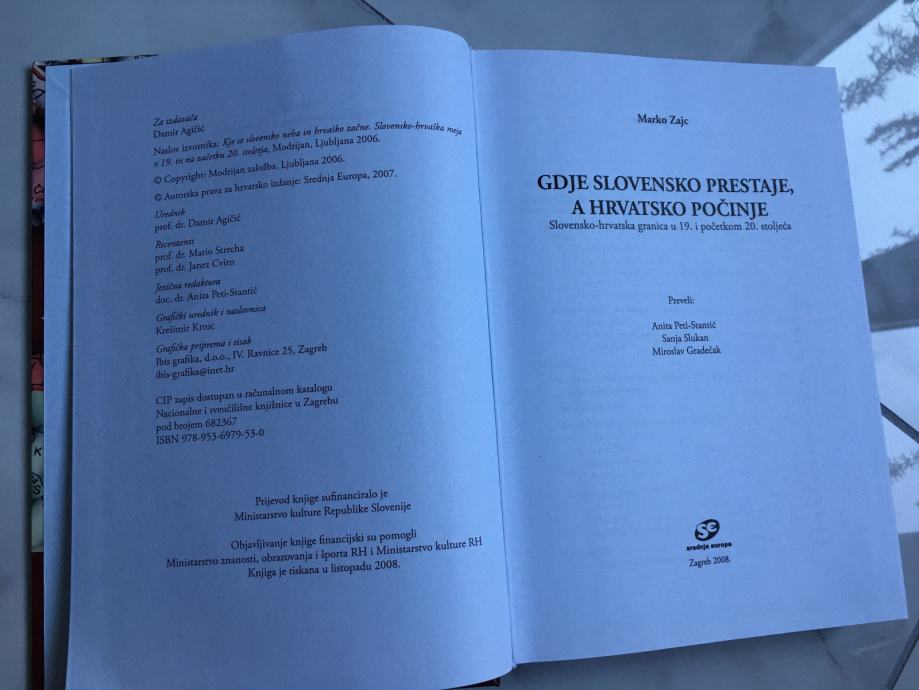 Za izdavača
Damir Agičić
Naslov izvornika: Kje se slovensko neha in hrvaško začne. Slovensko-hrvaška meja
v 19. in na začetku 20. stoletja, Modrijan, Ljubljana 2006.
© Copyright: Modrijan založba, Ljubljana 2006.
© Autorska prava za hrvatsko izdanje: Srednja Europa, 2007.
Urednik
prof. dr. Damir Agičić
Recenzenti
prof. dr. Mario Strecha
prof. dr. Janez Cvirn
Jezična redaktura
doc. dr. Anita Peti-Stantić
Grafički urednik i naslovnica
Krešimir Krnic
Grafička priprema i tisak
Ibis grafika, d.o.o., IV. Ravnice 25, Zagreb
ibis-grafika@inet.hr
CIP zapis dostupan u računalnom katalogu
Nacionalne i sveučilišne knjižnice u Zagrebu
pod brojem 682367
ISBN 978-953-6979-53-0
Prijevod knjige sufinanciralo je
Ministarstvo kulture Republike Slovenije
Objavljivanje knjige financijski su pomogli
Ministarstvo znanosti, obrazovanja i športa RH i Ministarstvo kulture RH
Knjiga je tiskana u listopadu 2008.
Marko Zajc
GDJE SLOVENSKO PRESTAJE,
A HRVATSKO POČINJE
Slovensko-hrvatska granica u 19. i početkom 20. stoljeća
Preveli:
Anita Peti-Stantić
Sanja Slukan
Miroslav Gradečak
se
srednja europa
Zagreb 2008.